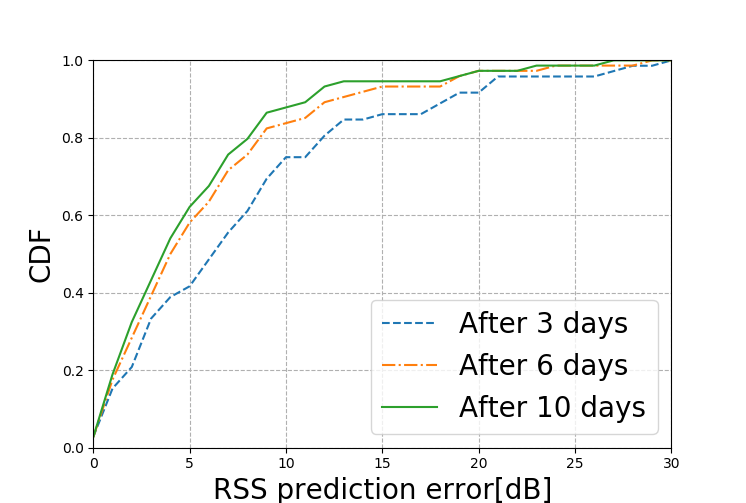 1.0
0.8
0.6
0.4
0.2
0.0
CDF
After 3 days
After 6 days
After 10 days
0 5 10 15 20 25 30
RSS prediction error[dB]